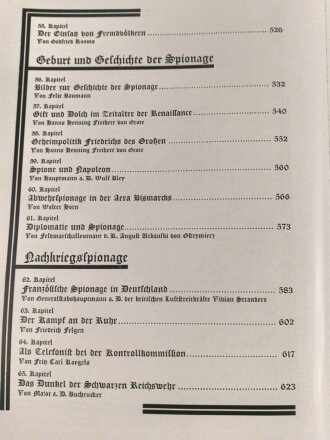 55. Kapitel
Der Einsatz von Fremdvölkern 526
Von Gottfried Kooms
Geburt und Geschichte der Spionage
56. Kapitel
Bilder zur Geschichte der Spionage 532
Von Felix Baumann
57. Kapitel
Gift und Dolch im Zeitalter der Renaissance 540
Von Hanns Henning Freiherr von Grote
58. Kapitel
Geheimpolitik Friedrichs des Großen 552
Von Hanns Henning Freiherr von Grote
59. Kapitel
Spione und Napoleon 560
Von Hauptmann a. D. Wulf Bley
60. Kapitel
Abwehrspionage in der Aera Bismarcks 566
Von Walter Horn
61. Kapitel
Diplomatie und Spionage 573
Von Feldmarschalleutnant d. R. August Urbanski von Ostrymiecz
Nachkriegsspionage
62. Kapitel
Französische Spionage in Deutschland 583
Von Generalstabshauptmann a. D. der britischen Luftstreitkräfte Vivian Stranders
63. Kapitel
Der Kampf an der Ruhr 602
Von Friedrich Felgen
64. Kapitel
Als Telefonist bei der Kontrollkommission 617
Von Fritz Carl Roegels
65. Kapitel
Das Dunkel der Schwarzen Reichswehr 623
Von Major a. D. Buchrucker